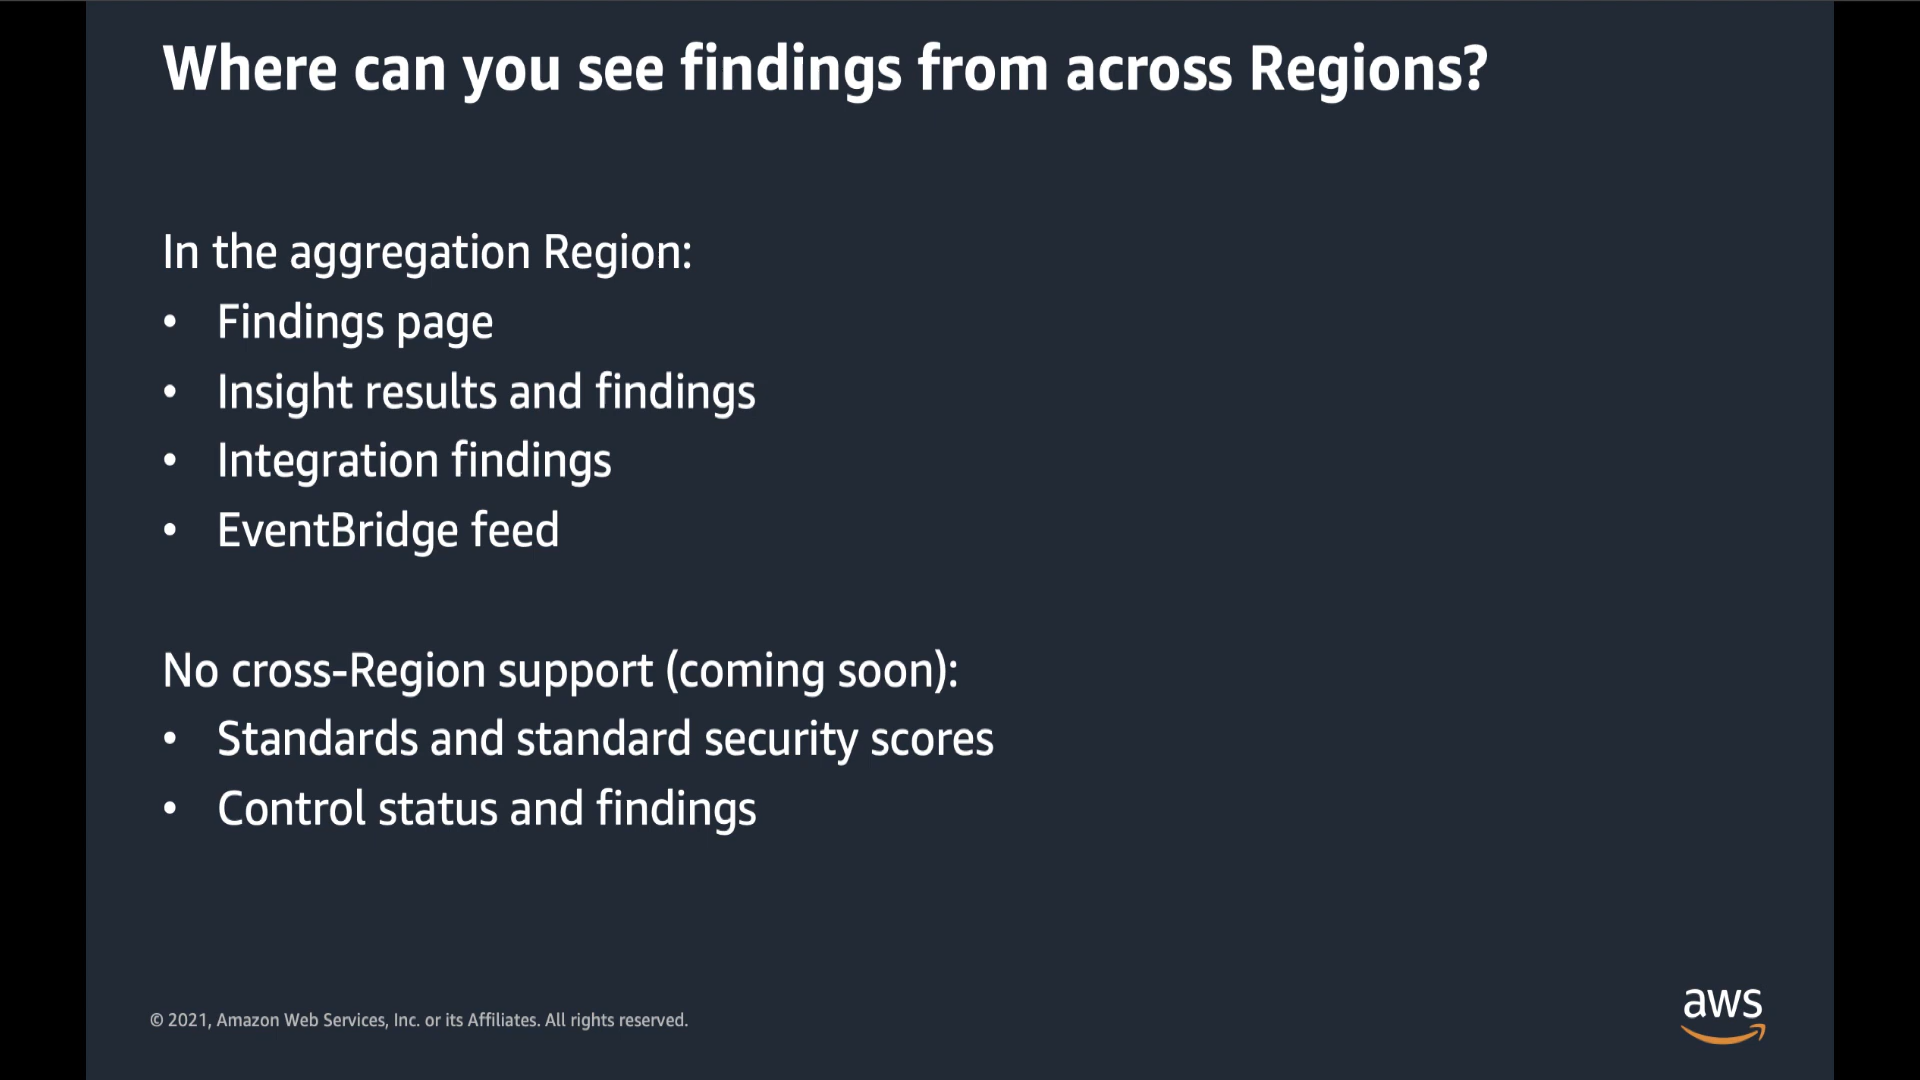 Where can you see findings from across Regions?
In the aggregation Region:
• Findings page
• Insight results and findings
• Integration findings
• EventBridge feed
No cross-Region support (coming soon):
• Standards and standard security scores
• Control status and findings
© 2021, Amazon Web Services, Inc. or its Affiliates. All rights reserved.
aws